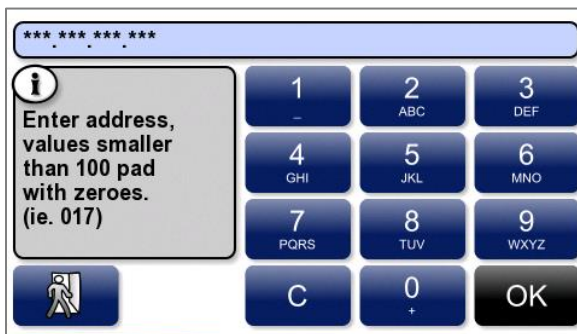 ***.***.***.***
i
Enter address,
values smaller
than 100 pad
with zeroes.
(ie. 017)
1
_
2
ABC
3
DEF
4
GHI
5
JKL
6
MNO
7
PQRS
8
TUV
9
WXYZ
C
0
+
OK